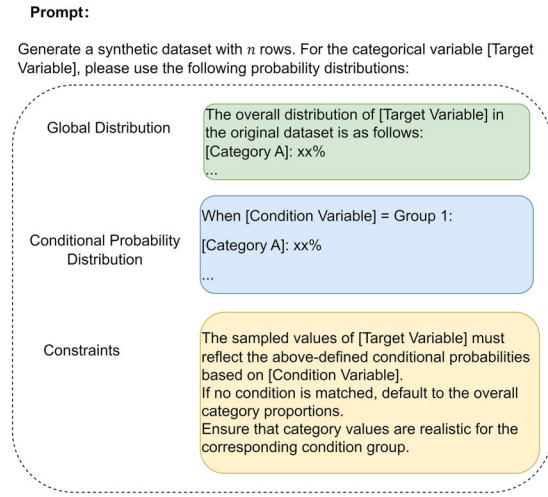 Prompt:
Generate a synthetic dataset with n rows. For the categorical variable [Target
Variable], please use the following probability distributions:
Global Distribution
The overall distribution of [Target Variable] in
the original dataset is as follows:
[Category A]: xx%
...
Conditional Probability
Distribution
When [Condition Variable] = Group 1:
[Category A]: xx%
...
Constraints
The sampled values of [Target Variable] must
reflect the above-defined conditional probabilities
based on [Condition Variable].
If no condition is matched, default to the overall
category proportions.
Ensure that category values are realistic for the
corresponding condition group.